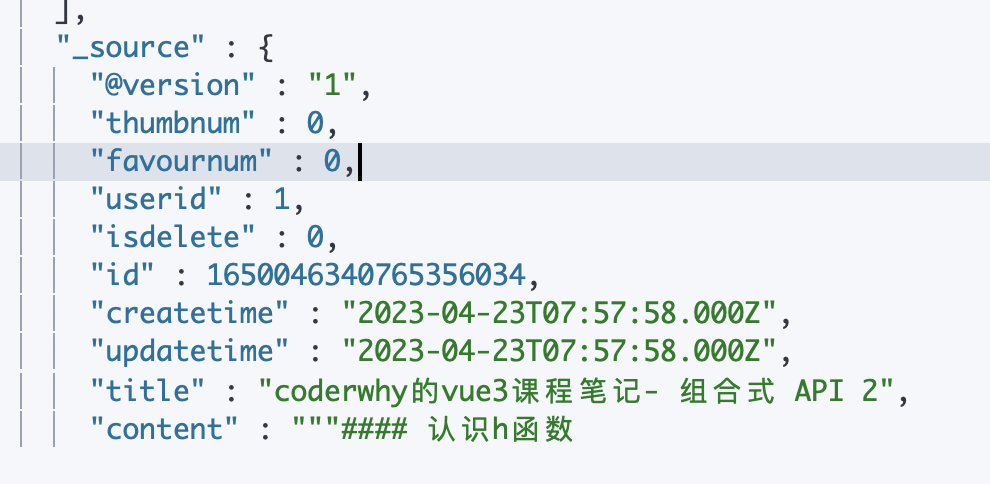 ],
"_source" : {
"@version" : "1",
"thumbnum" : 0,
"favournum" : 0,
"userid" : 1,
"isdelete" : 0,
"id" : 1650046340765356034,
"createtime" : "2023-04-23T07:57:58.000Z",
"updatetime" : "2023-04-23T07:57:58.000Z",
"title" : "coderwhy的vue3课程笔记- 组合式 API 2",
"content" : """#### 认识h函数